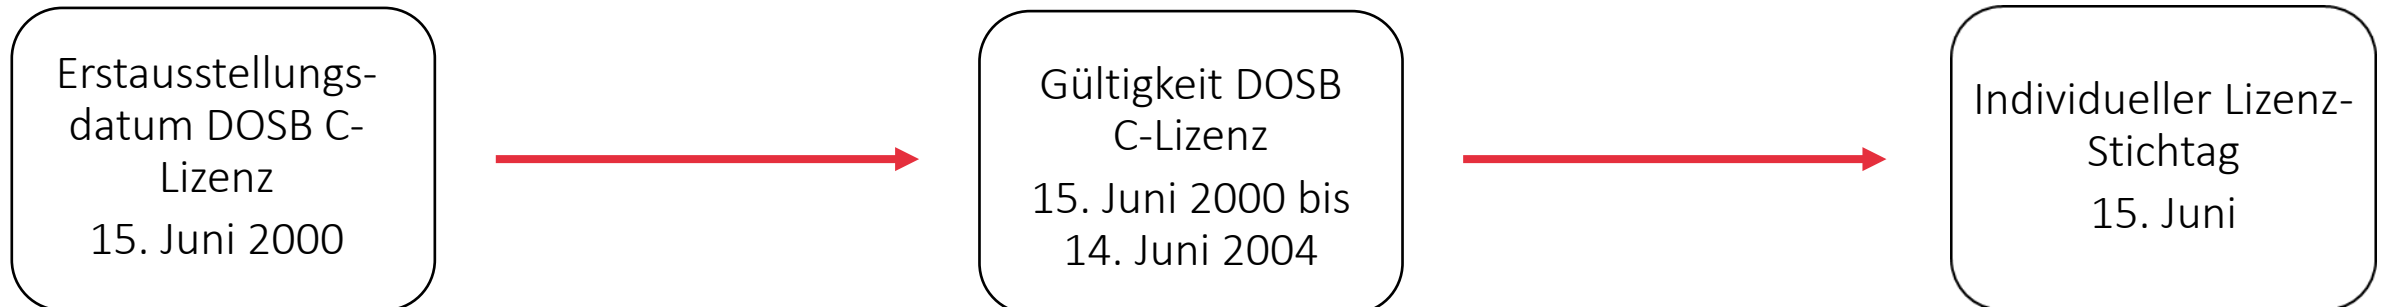 Erstausstellungs-
datum DOSB C-
Lizenz
15. Juni 2000
Gültigkeit DOSB
C-Lizenz
15. Juni 2000 bis
14. Juni 2004
Individueller Lizenz-
Stichtag
15. Juni